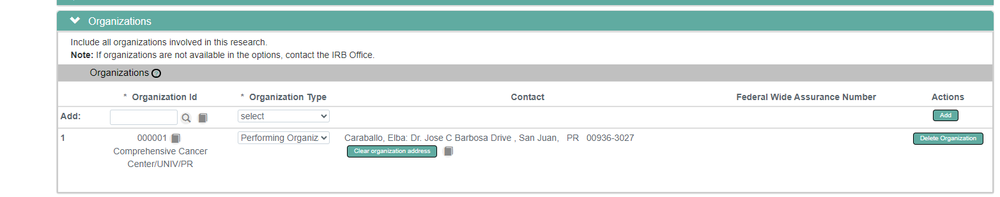 Organizations
Include all organizations involved in this research.
Note: If organizations are not available in the options, contact the IRB Office.
Organizations
* Organization Id * Organization Type Contact Federal Wide Assurance Number Actions
Add: select Add
1 000001 Performing Organiz Caraballo, Elba: Dr. Jose C Barbosa Drive , San Juan, PR 00936-3027 Delete Organization
Comprehensive Cancer Clear organization address
Center/UNIV/PR